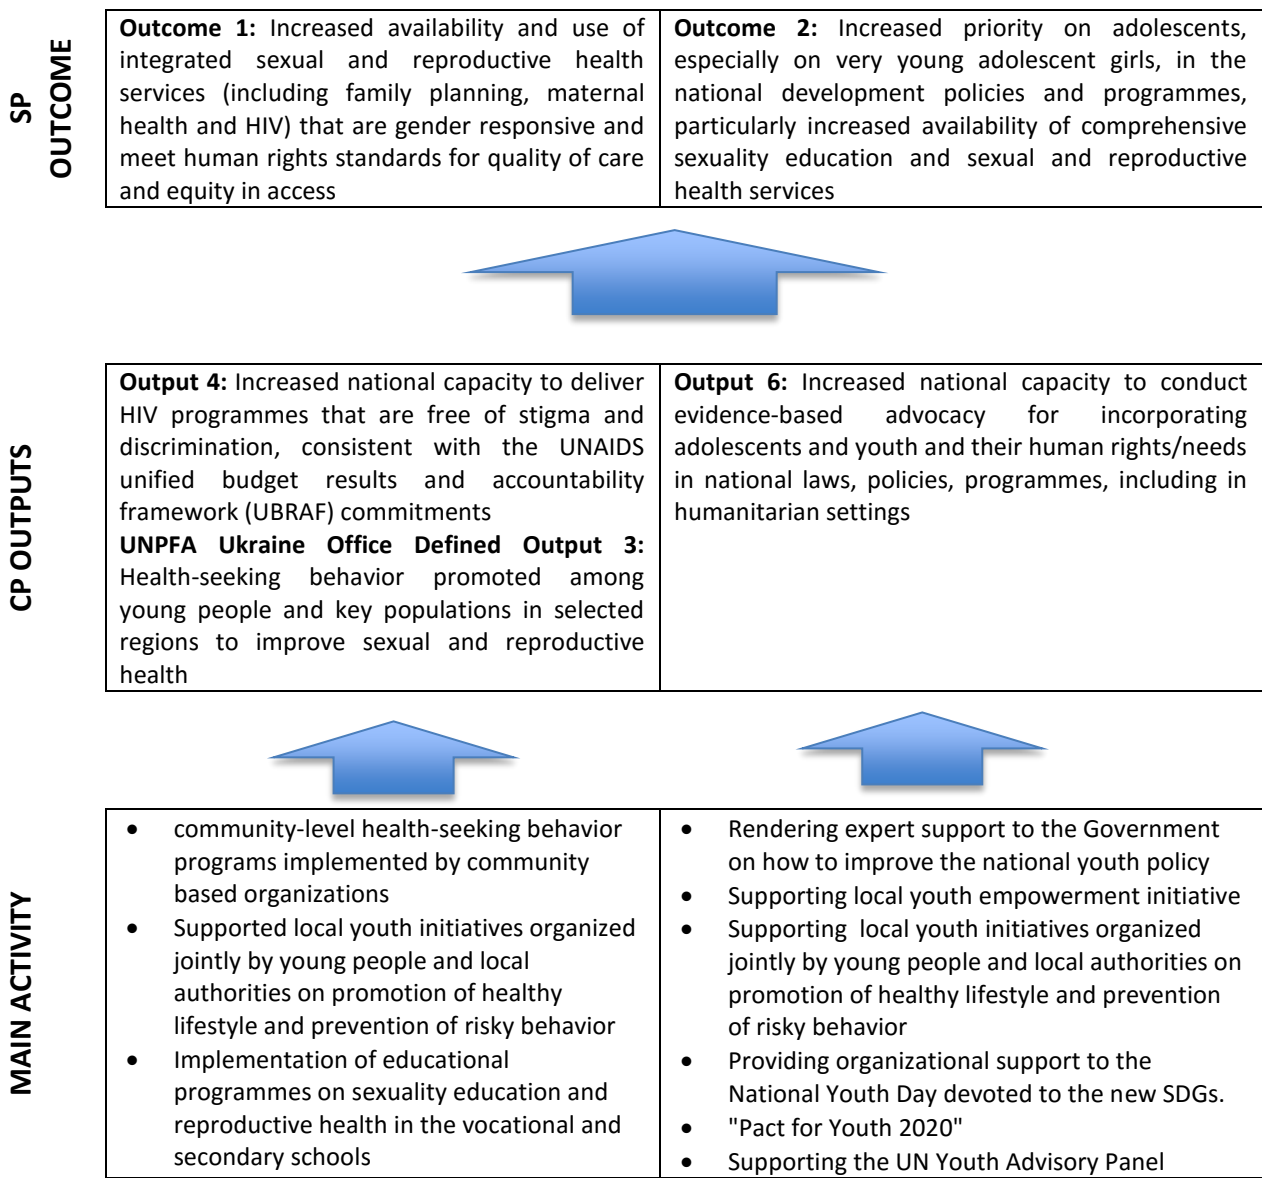 SP
OUTCOME
Outcome 1: Increased availability and use of
integrated sexual and reproductive health
services (including family planning, maternal
health and HIV) that are gender responsive and
meet human rights standards for quality of care
and equity in access
Outcome 2: Increased priority on adolescents,
especially on very young adolescent girls, in the
national development policies and programmes,
particularly increased availability of comprehensive
sexuality education and sexual and reproductive
health services
CP OUTPUTS
Output 4: Increased national capacity to deliver
HIV programmes that are free of stigma and
discrimination, consistent with the UNAIDS
unified budget results and accountability
framework (UBRAF) commitments
UNPFA Ukraine Office Defined Output 3:
Health-seeking behavior promoted among
young people and key populations in selected
regions to improve sexual and reproductive
health
Output 6: Increased national capacity to conduct
evidence-based advocacy for incorporating
adolescents and youth and their human rights/needs
in national laws, policies, programmes, including in
humanitarian settings
MAIN ACTIVITY
• community-level health-seeking behavior
programs implemented by community
based organizations
• Supported local youth initiatives organized
jointly by young people and local
authorities on promotion of healthy
lifestyle and prevention of risky behavior
• Implementation of educational
programmes on sexuality education and
reproductive health in the vocational and
secondary schools
• Rendering expert support to the Government
on how to improve the national youth policy
• Supporting local youth empowerment initiative
• Supporting local youth initiatives organized
jointly by young people and local authorities on
promotion of healthy lifestyle and prevention
of risky behavior
• Providing organizational support to the
National Youth Day devoted to the new SDGs.
• "Pact for Youth 2020"
• Supporting the UN Youth Advisory Panel